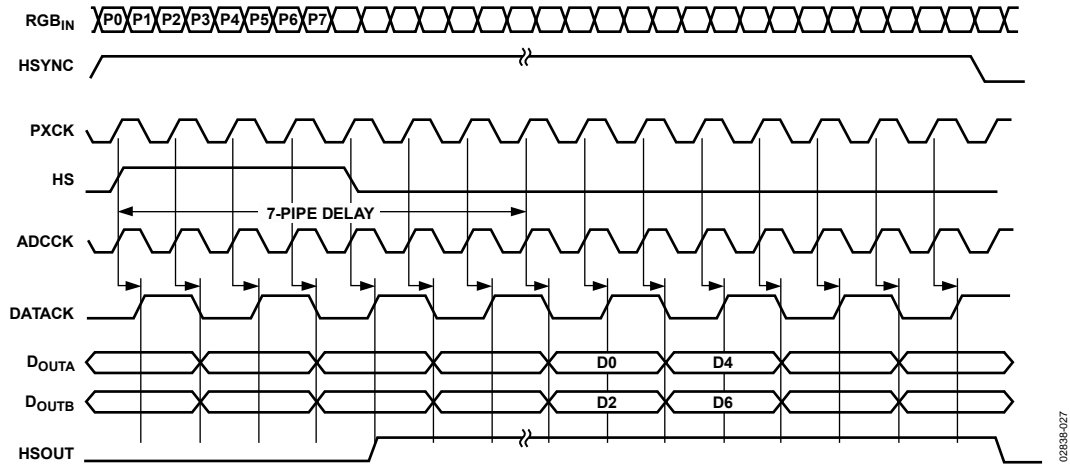 RGBIN P0 P1 P2 P3 P4 P5 P6 P7
HSYNC
PXCK
HS
7-PIPE DELAY
ADCCK
DATACK
DOUTA D0 D4
DOUTB D2 D6
HSOUT
02838-027